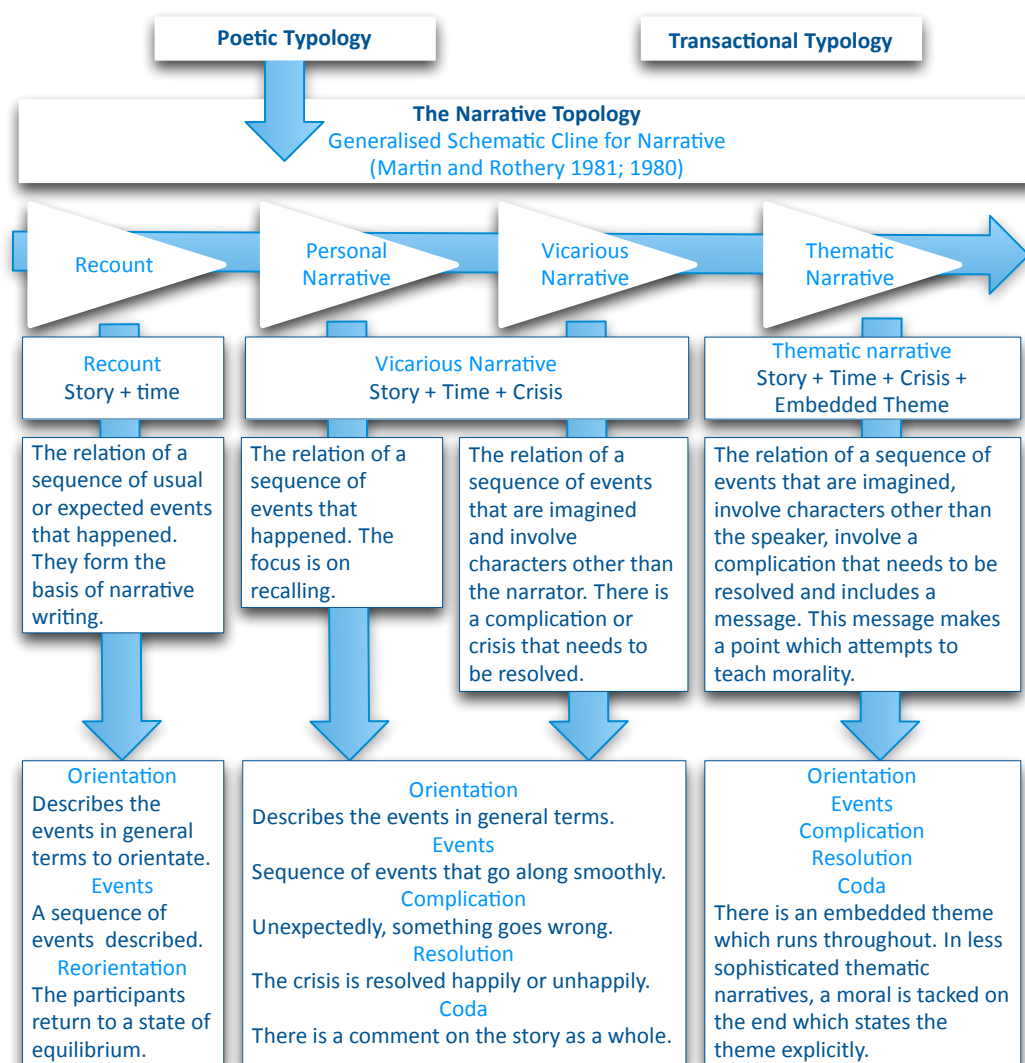 Poetic Typology
Transactional Typology
The Narrative Topology
Generalised Schematic Cline for Narrative
(Martin and Rothery 1981; 1980)
Recount
Personal
Narrative
Vicarious
Narrative
Thematic
Narrative
Recount
Story + time
Vicarious Narrative
Story + Time + Crisis
Thematic narrative
Story + Time + Crisis +
Embedded Theme
The relation of a
sequence of usual
or expected events
that happened.
They form the
basis of narrative
writing.
The relation of a
sequence of
events that
happened. The
focus is on
recalling.
The relation of a
sequence of events
that are imagined
and involve
characters other than
the narrator. There is
a complication or
crisis that needs to
be resolved.
The relation of a sequence of
events that are imagined,
involve characters other than
the speaker, involve a
complication that needs to be
resolved and includes a
message. This message makes
a point which attempts to
teach morality.
Orientation
Describes the
events in general
terms to orientate.
Events
A sequence of
events described.
Reorientation
The participants
return to a state of
equilibrium.
Orientation
Describes the events in general terms.
Events
Sequence of events that go along smoothly.
Complication
Unexpectedly, something goes wrong.
Resolution
The crisis is resolved happily or unhappily.
Coda
There is a comment on the story as a whole.
Orientation
Events
Complication
Resolution
Coda
There is an embedded theme
which runs throughout. In less
sophisticated thematic
narratives, a moral is tacked on
the end which states the
theme explicitly.